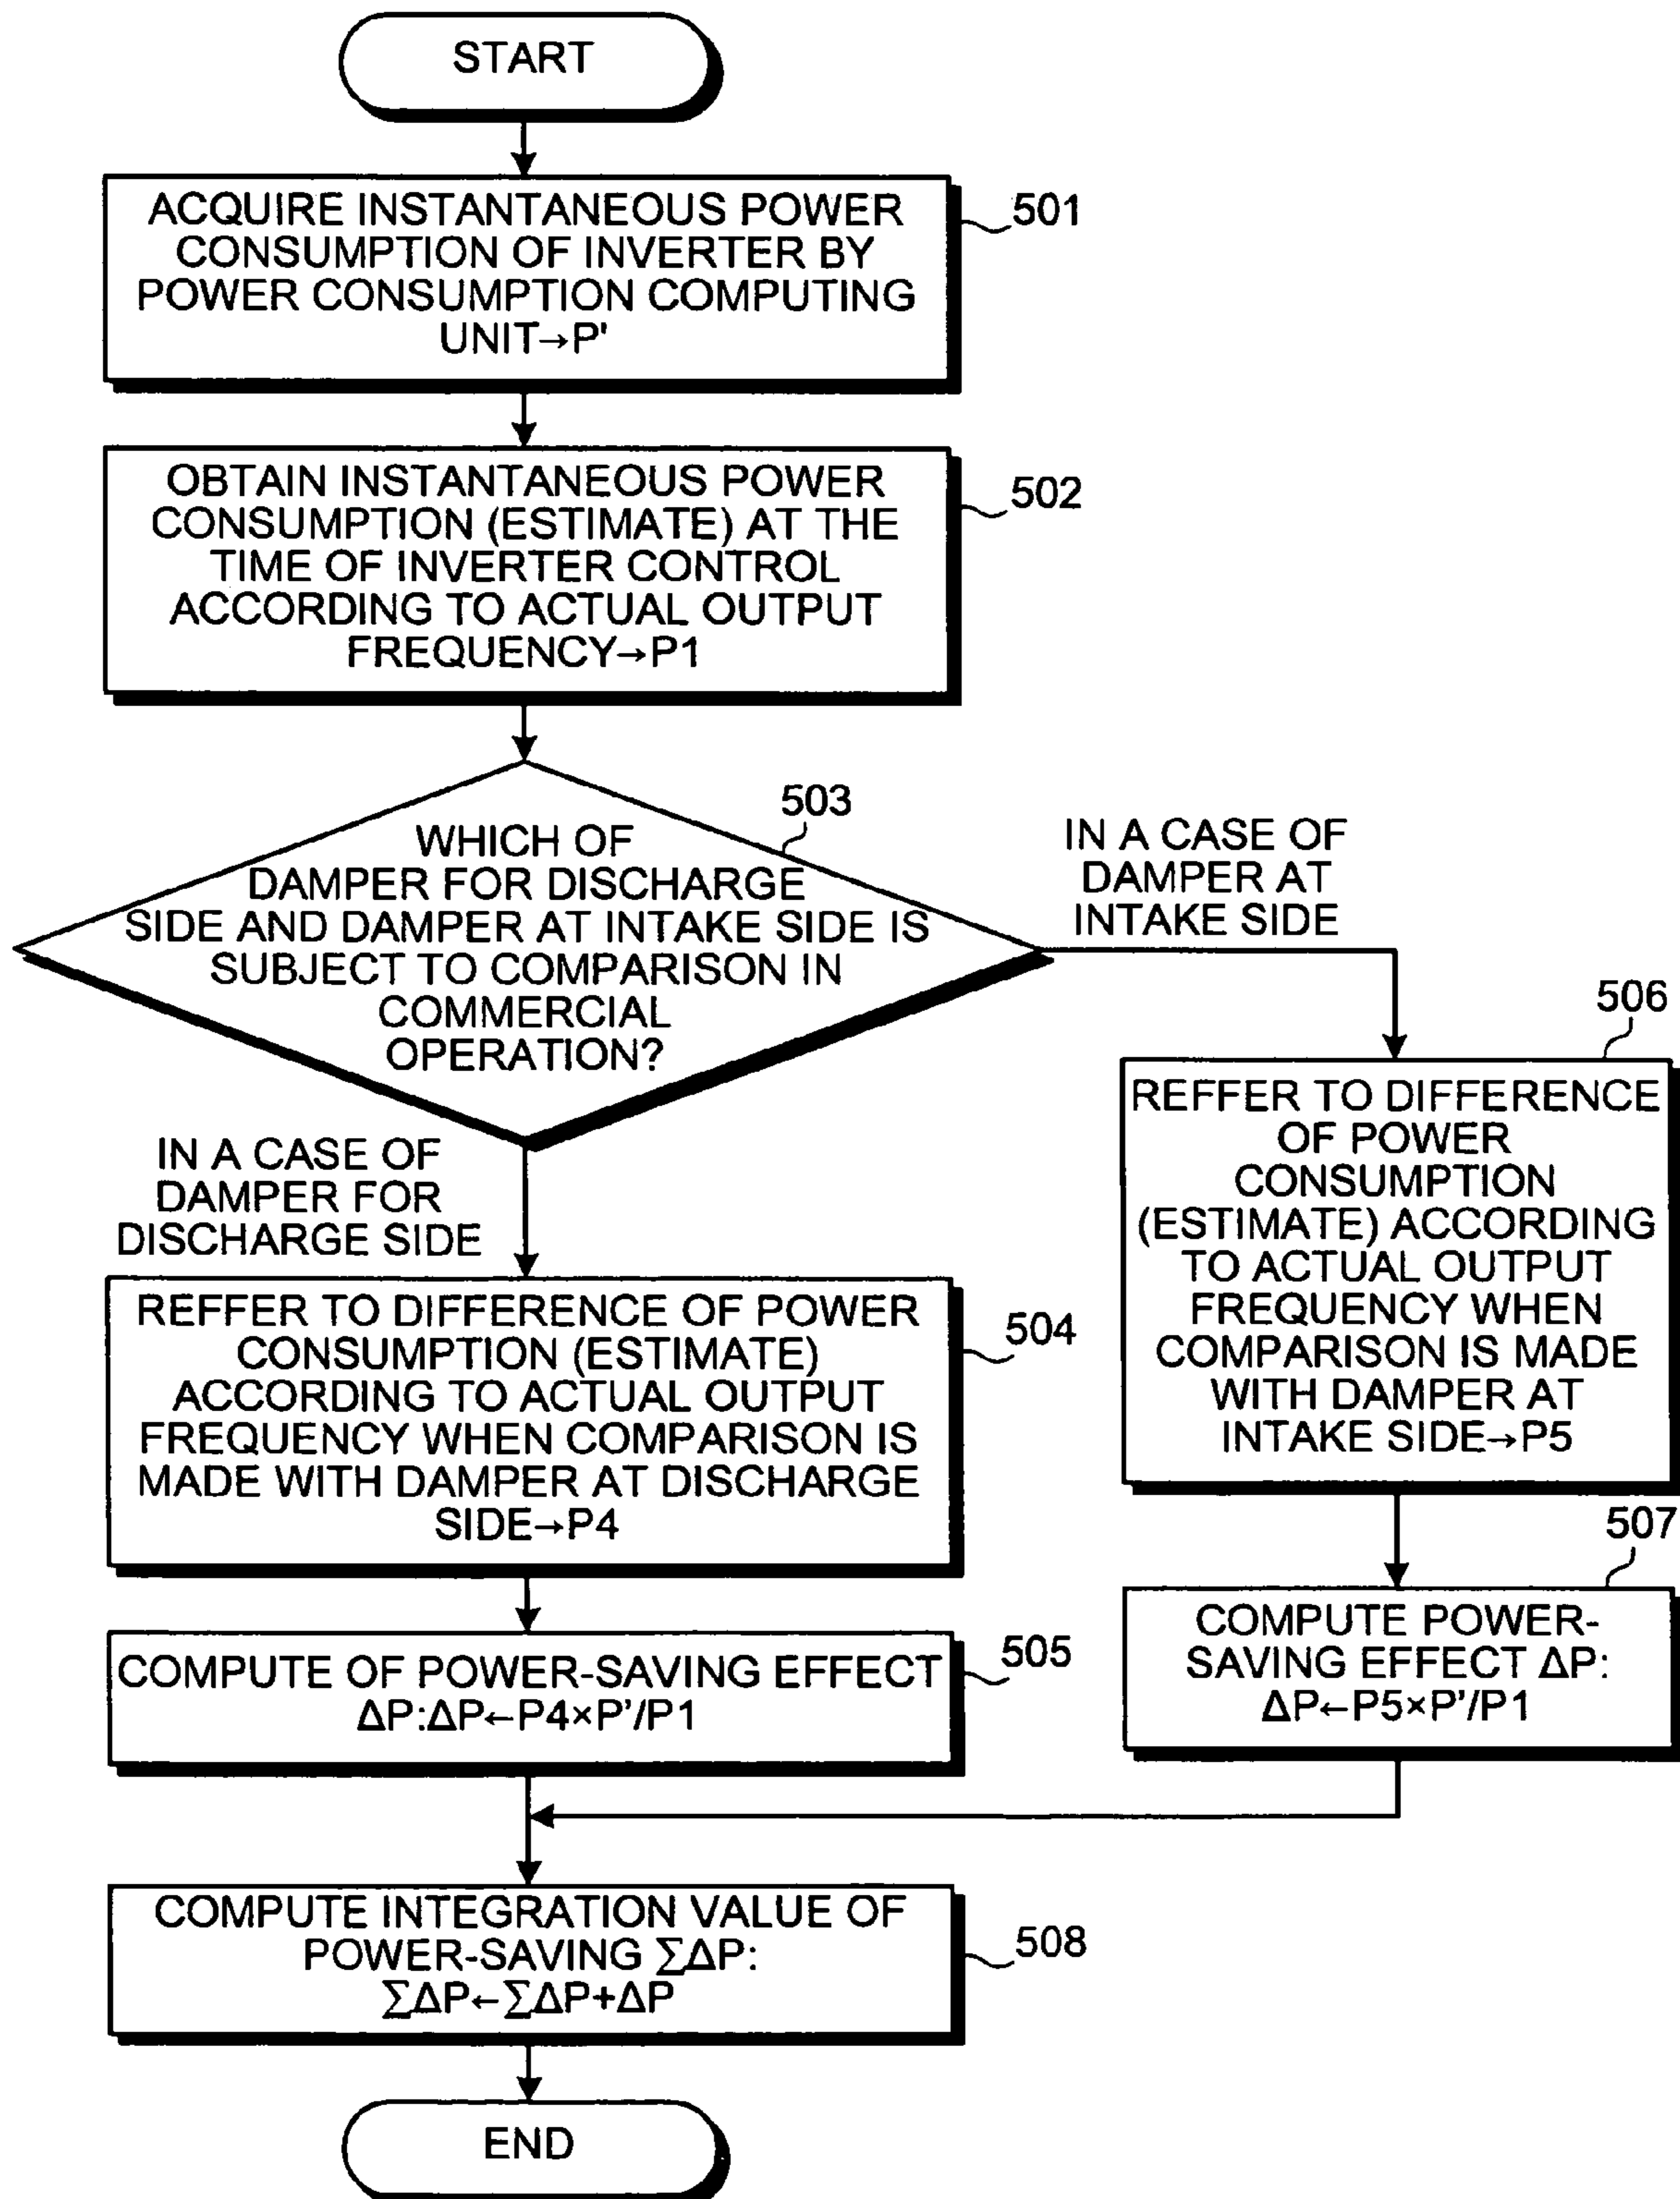 START
ACQUIRE INSTANTANEOUS POWER
CONSUMPTION OF INVERTER BY
POWER CONSUMPTION COMPUTING
UNIT→P'
501
OBTAIN INSTANTANEOUS POWER
CONSUMPTION (ESTIMATE) AT THE
TIME OF INVERTER CONTROL
ACCORDING TO ACTUAL OUTPUT
FREQUENCY→P1
502
503
WHICH OF
DAMPER FOR DISCHARGE
SIDE AND DAMPER AT INTAKE SIDE IS
SUBJECT TO COMPARISON IN
COMMERCIAL
OPERATION?
IN A CASE OF
DAMPER AT
INTAKE SIDE
IN A CASE OF
DAMPER FOR
DISCHARGE SIDE
REFFER TO DIFFERENCE OF POWER
CONSUMPTION (ESTIMATE)
ACCORDING TO ACTUAL OUTPUT
FREQUENCY WHEN COMPARISON IS
MADE WITH DAMPER AT DISCHARGE
SIDE→P4
504
COMPUTE OF POWER-SAVING EFFECT
ΔP:ΔP←P4×P’/P1
505
506
REFFER TO DIFFERENCE
OF POWER
CONSUMPTION
(ESTIMATE) ACCORDING
TO ACTUAL OUTPUT
FREQUENCY WHEN
COMPARISON IS MADE
WITH DAMPER AT
INTAKE SIDE→P5
507
COMPUTE POWER-
SAVING EFFECT ΔP:
ΔP←P5×P’/P1
COMPUTE INTEGRATION VALUE OF
POWER-SAVING ∑ΔP:
∑ΔP←∑ΔP+ΔP
508
END